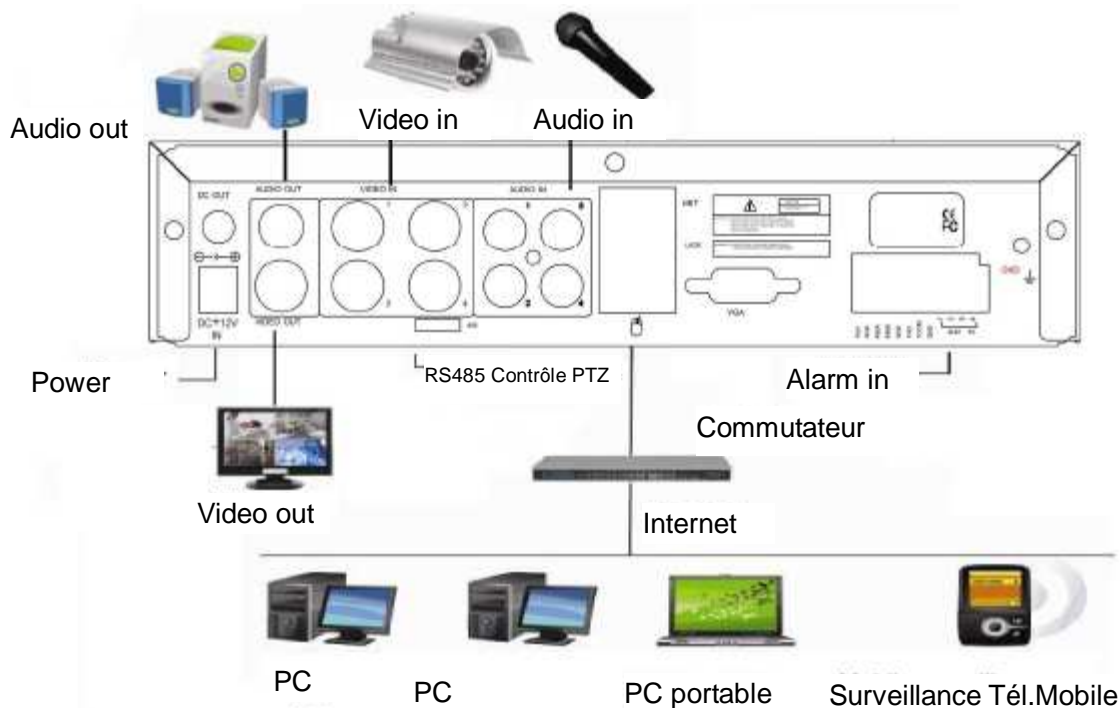 Audio out
Video in
Audio in
DC OUT
AUDIO OUT
VIDEO IN
AUDIO IN
VIDEO OUT
DC+12V
IN
VGA
GND
Power
RS485 Contrôle PTZ
Alarm in
Commutateur
Video out
Internet
PC
PC
PC portable
Surveillance Tél.Mobile